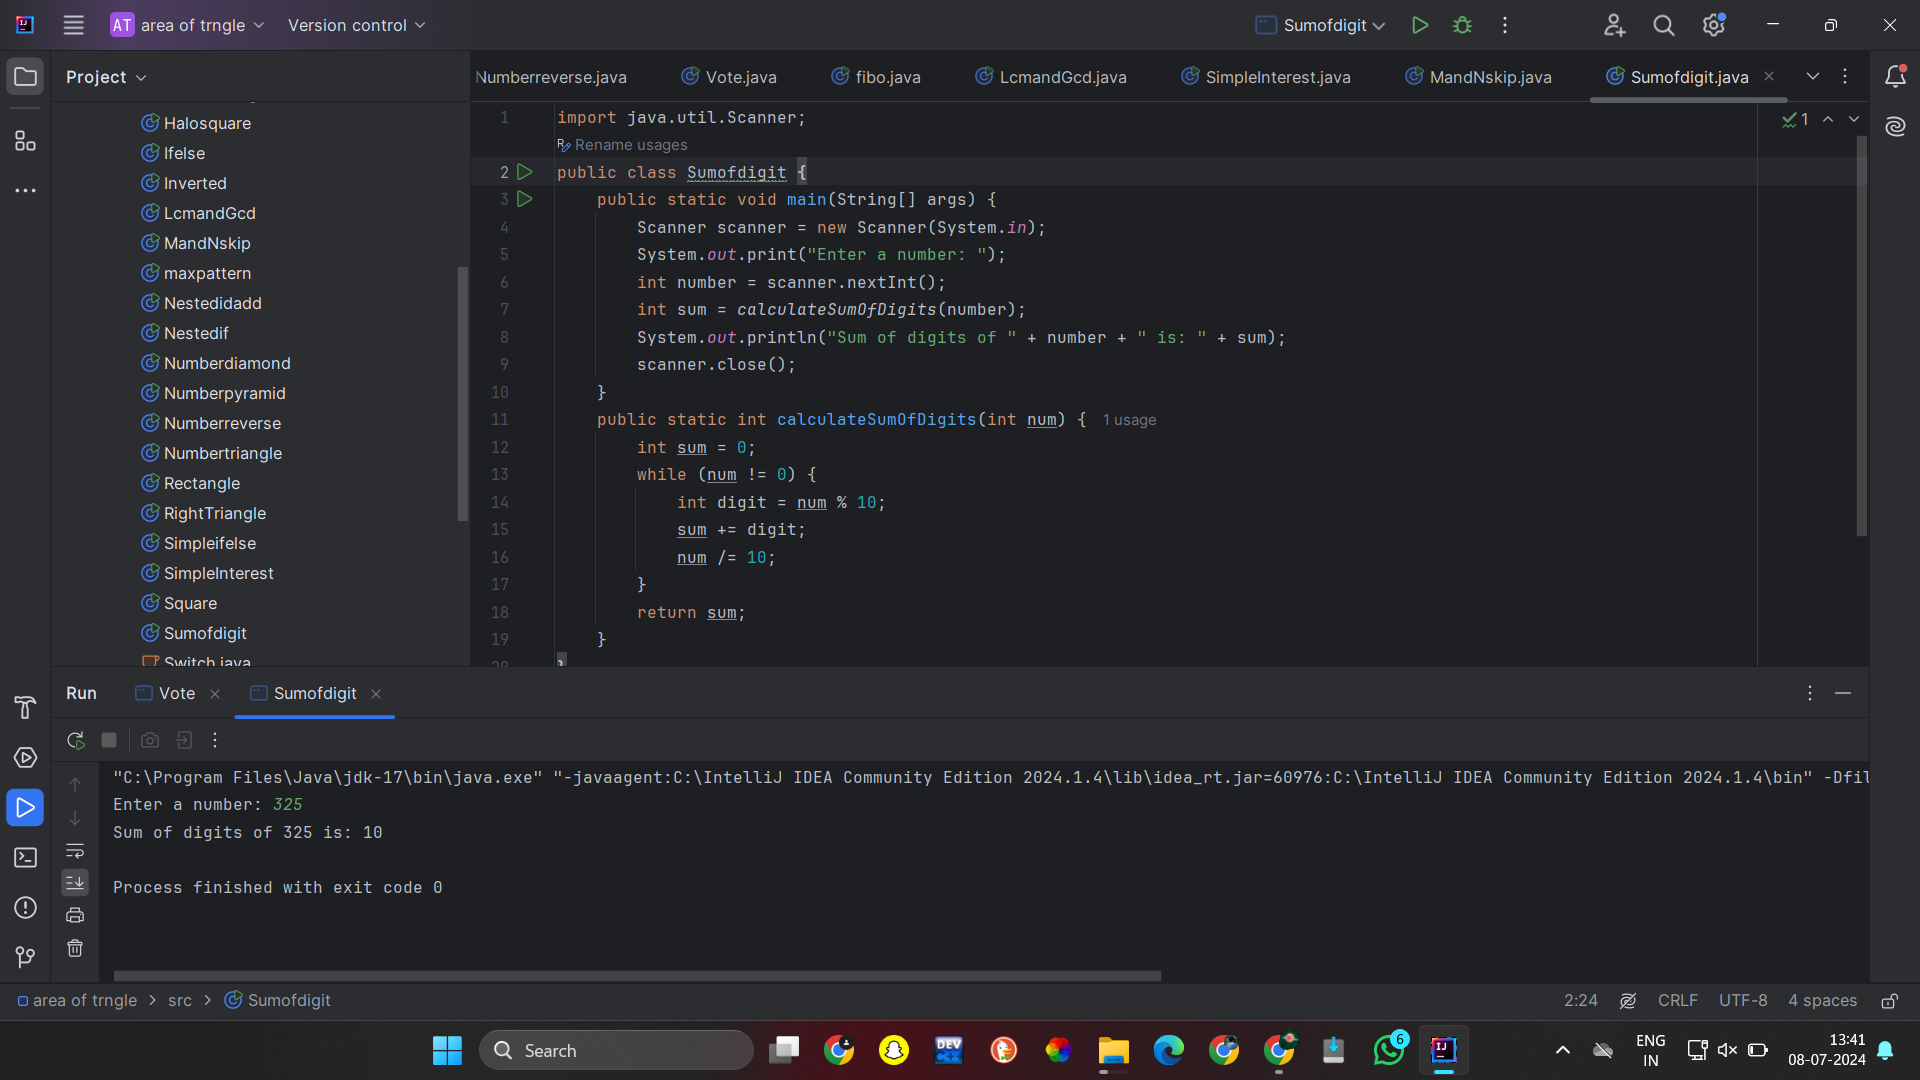 AT area of trngle Version control Sumofdigit
Project
Numberreverse.java Vote.java fibo.java LcmandGcd.java SimpleInterest.java MandNskip.java Sumofdigit.java
Halosquare
Ifelse
Inverted
LcmandGcd
MandNskip
maxpattern
Nestedidadd
Nestedif
Numberdiamond
Numberpyramid
Numberreverse
Numbertriangle
Rectangle
RightTriangle
Simpleifelse
SimpleInterest
Square
Sumofdigit
Switch.java
1 import java.util.Scanner;
Rename usages
2 public class Sumofdigit {
3 public static void main(String[] args) {
4 Scanner scanner = new Scanner(System.in);
5 System.out.print("Enter a number: ");
6 int number = scanner.nextInt();
7 int sum = calculateSumOfDigits(number);
8 System.out.println("Sum of digits of " + number + " is: " + sum);
9 scanner.close();
10 }
11 public static int calculateSumOfDigits(int num) { 1 usage
12 int sum = 0;
13 while (num != 0) {
14 int digit = num % 10;
15 sum += digit;
16 num /= 10;
17 }
18 return sum;
19 }
20 }
1
Run Vote Sumofdigit
"C:\Program Files\Java\jdk-17\bin\java.exe" "-javaagent:C:\IntelliJ IDEA Community Edition 2024.1.4\lib\idea_rt.jar=60976:C:\IntelliJ IDEA Community Edition 2024.1.4\bin" -Dfil
Enter a number: 325
Sum of digits of 325 is: 10
Process finished with exit code 0
area of trngle > src > Sumofdigit
2:24 CRLF UTF-8 4 spaces
Search
DEV C++
6
IJ
ENG
IN
13:41
08-07-2024